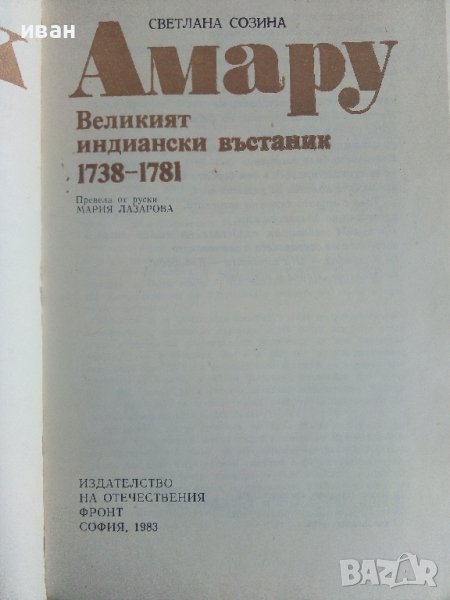 иван
СВЕТЛАНА СОЗИНА
к Амару
Великият
индиански въстаник
1738–1781
Превела от руски
МАРИЯ ЛАЗАРОВА
ИЗДАТЕЛСТВО
НА ОТЕЧЕСТВЕНИЯ
ФРОНТ
СОФИЯ, 1983
BAZAR